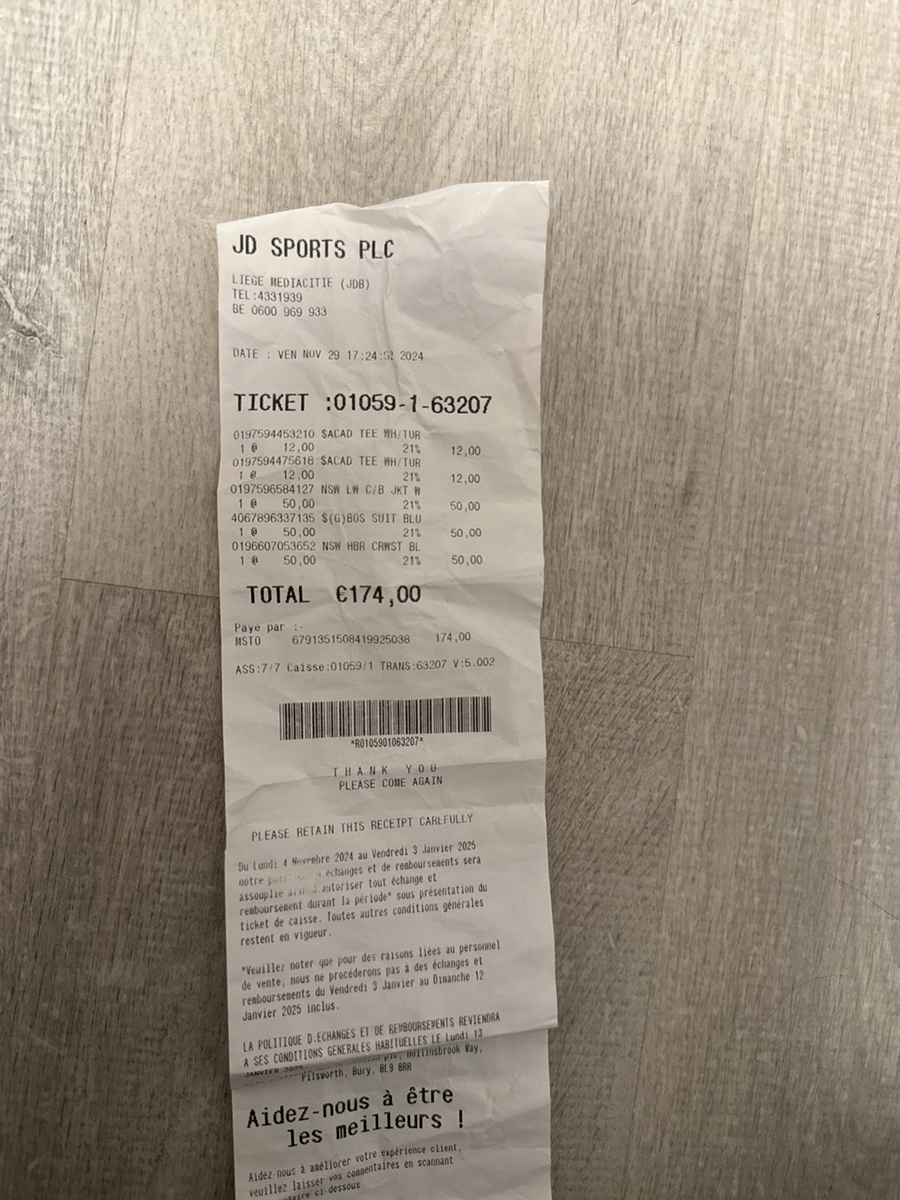 JD SPORTS PLC
LIEGE MEDIACITIE (JDB)
TEL:4331939
BE 0600 969 933
DATE : VEN NOV 29 17:24:52 2024
TICKET :01059-1-63207
0197594453210 $ACAD TEE WH/TUR
1 @ 12,00 21% 12,00
0197594475618 $ACAD TEE WH/TUR
1 @ 12,00 21% 12,00
0197596584127 NSW LW C/B JKT W
1 @ 50,00 21% 50,00
4067896337135 $(G)BOS SUIT BLU
1 @ 50,00 21% 50,00
0196607053652 NSW HBR CRWST BL
1 @ 50,00 21% 50,00
TOTAL €174,00
Paye par :-
MSTO 6791351508419925038 174,00
ASS:7/7 Caisse:01059/1 TRANS:63207 V:5.002
*R0105901063207*
THANK YOU
PLEASE COME AGAIN
PLEASE RETAIN THIS RECEIPT CAREFULLY
Du Lundi 4 Novembre 2024 au Vendredi 3 Janvier 2025
notre échanges et de remboursements sera
assouplie autoriser tout échange et
remboursement durant la période* sous présentation du
ticket de caisse. Toutes autres conditions générales
restent en vigueur.
*Veuillez noter que pour des raisons liées au personnel
de vente, nous ne procéderons pas à des échanges et
remboursements du Vendredi 3 Janvier au Dimanche 12
Janvier 2025 inclus.
LA POLITIQUE D.ECHANGES ET DE REMBOURSEMENTS REVIENDRA
A SES CONDITIONS GENERALES HABITUELLES LE Lundi 13
JANVIER 2025 plc, Hollinsbrook Way,
Pilsworth, Bury, BL9 8RR
Aidez-nous à être
les meilleurs !
Aidez-nous à améliorer votre expérience client,
veuillez laisser vos commentaires en scannant
ci-dessous